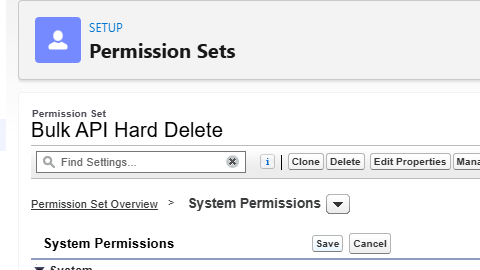 SETUP
Permission Sets
Permission Set
Bulk API Hard Delete
Find Settings...
i
Clone
Delete
Edit Properties
Mana
Permission Set Overview > System Permissions
System Permissions
Save
Cancel
System